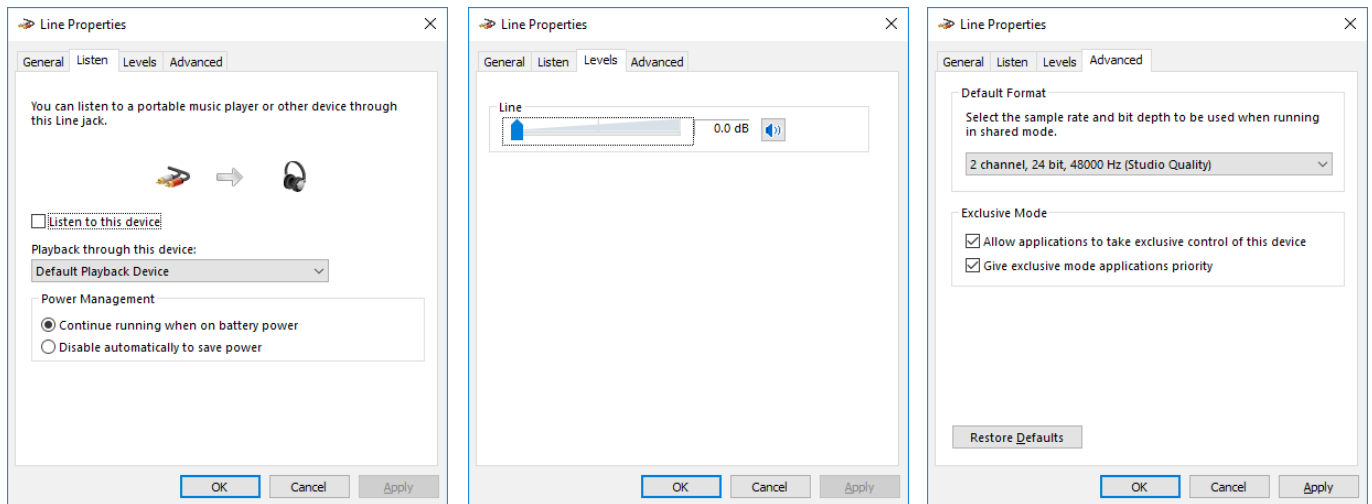 Line Properties
General Listen Levels Advanced
You can listen to a portable music player or other device through
this Line jack.
Listen to this device
Playback through this device:
Default Playback Device
Power Management
Continue running when on battery power
Disable automatically to save power
OK Cancel Apply
Line Properties
General Listen Levels Advanced
Line
0.0 dB
OK Cancel Apply
Line Properties
General Listen Levels Advanced
Default Format
Select the sample rate and bit depth to be used when running
in shared mode.
2 channel, 24 bit, 48000 Hz (Studio Quality)
Exclusive Mode
Allow applications to take exclusive control of this device
Give exclusive mode applications priority
Restore Defaults
OK Cancel Apply